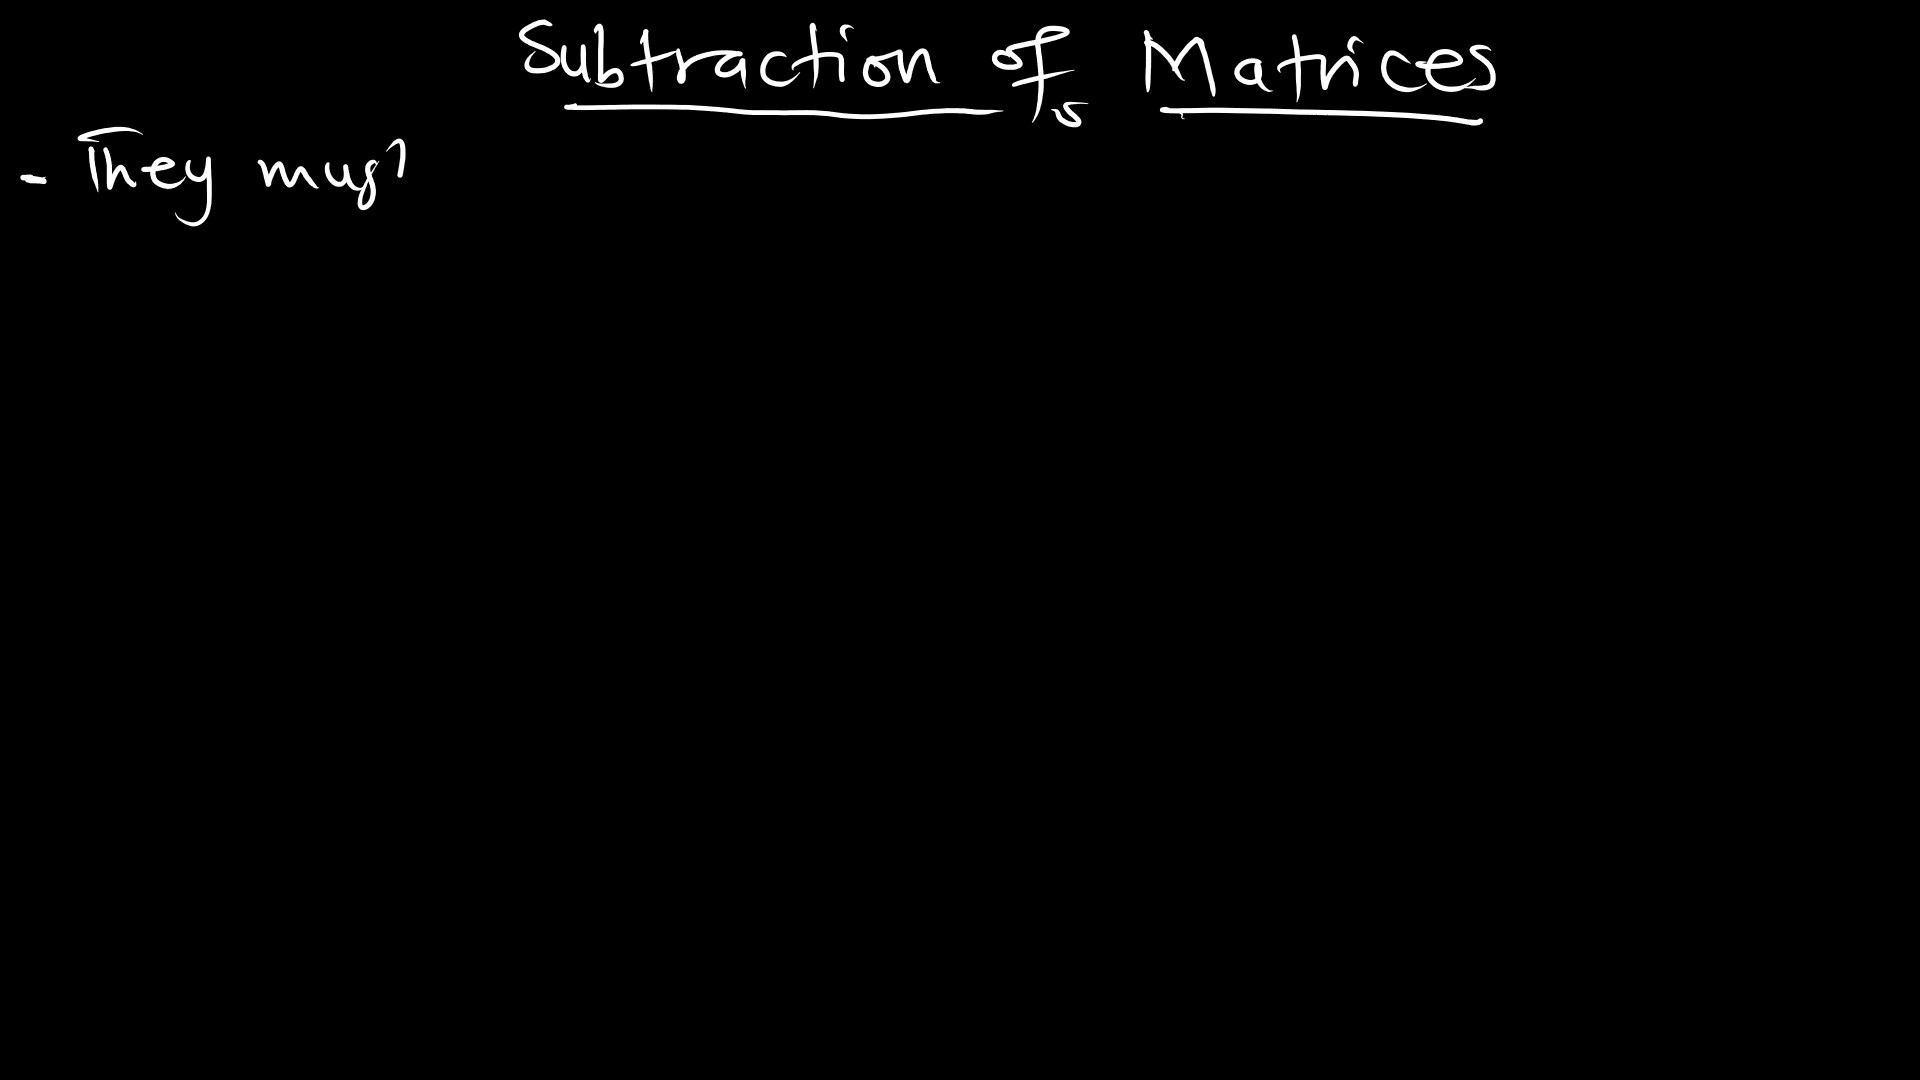 Subtraction of Matrices
- They must